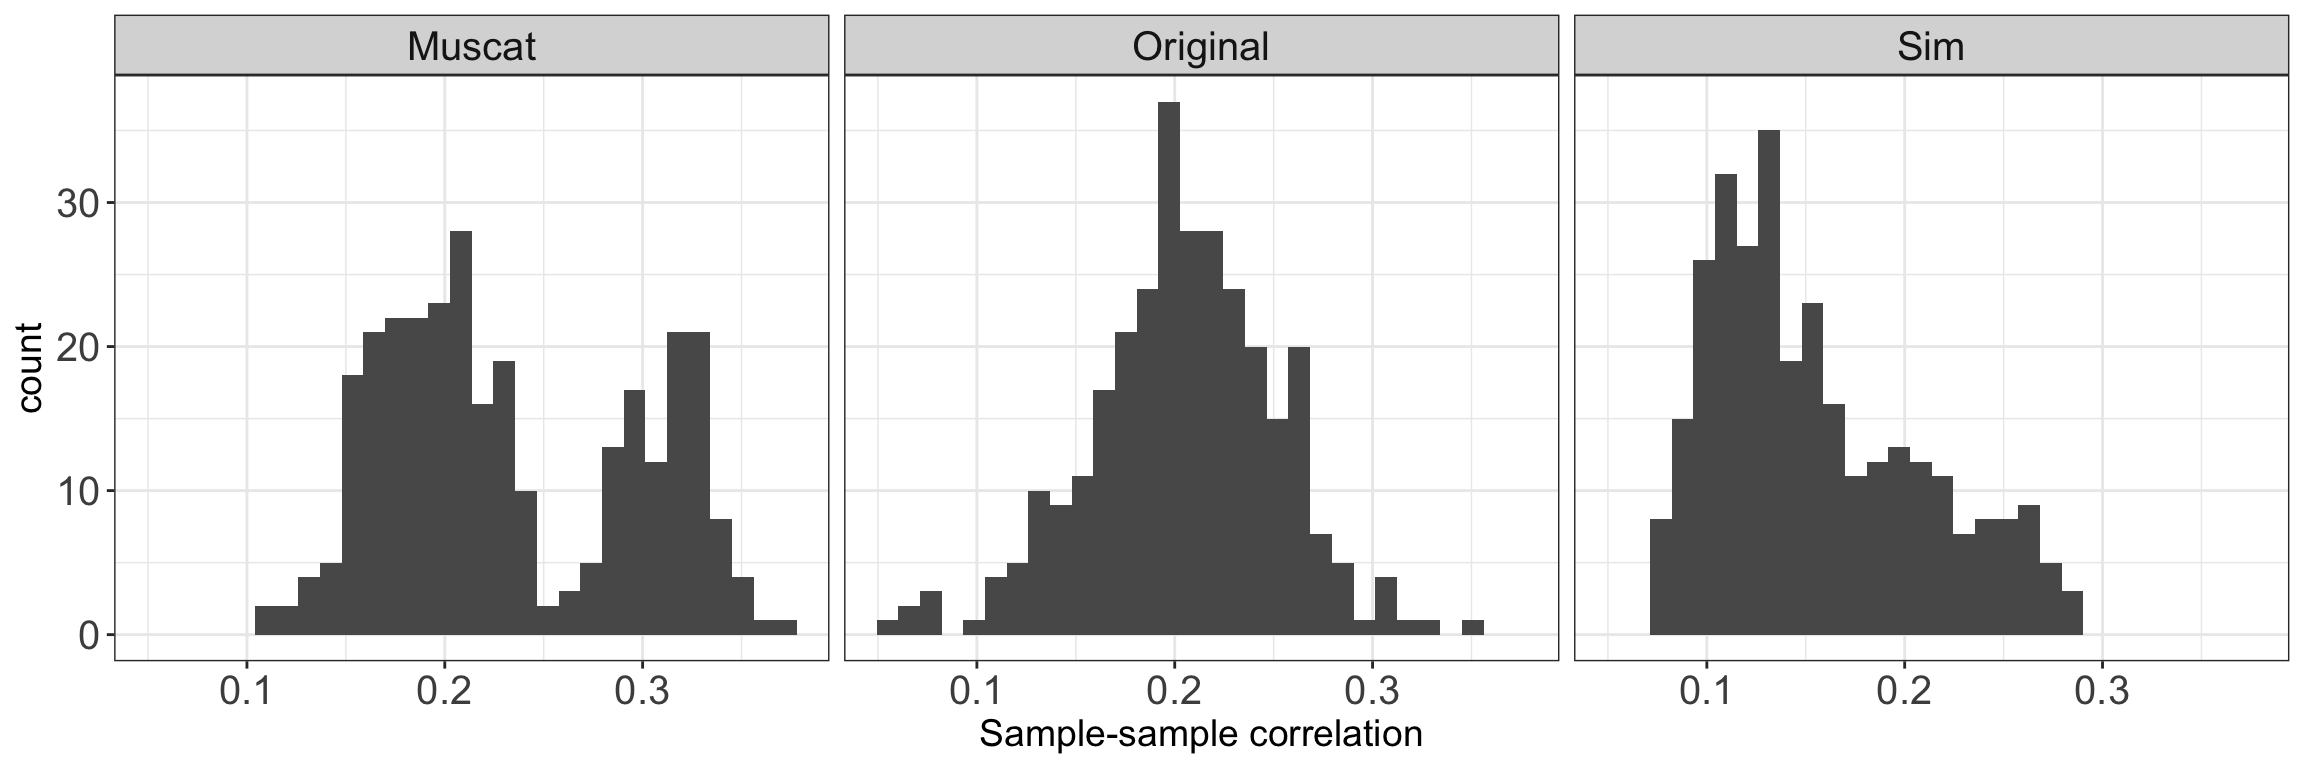 Muscat Original Sim
30
20
10
0
count
0.1 0.2 0.3 0.1 0.2 0.3 0.1 0.2 0.3
Sample-sample correlation